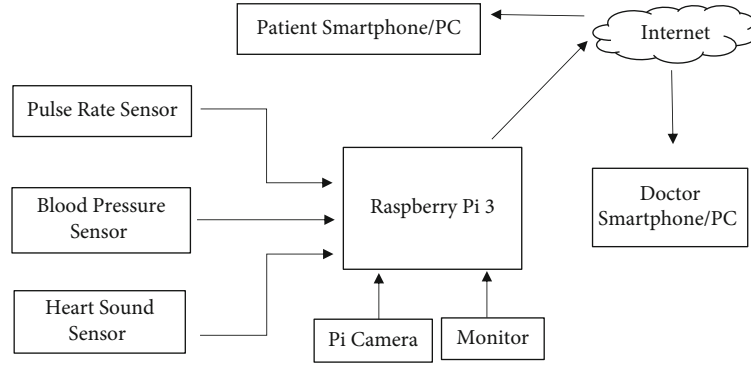 Patient Smartphone/PC
Internet
Pulse Rate Sensor
Blood Pressure
Sensor
Heart Sound
Sensor
Raspberry Pi 3
Doctor
Smartphone/PC
Pi Camera
Monitor